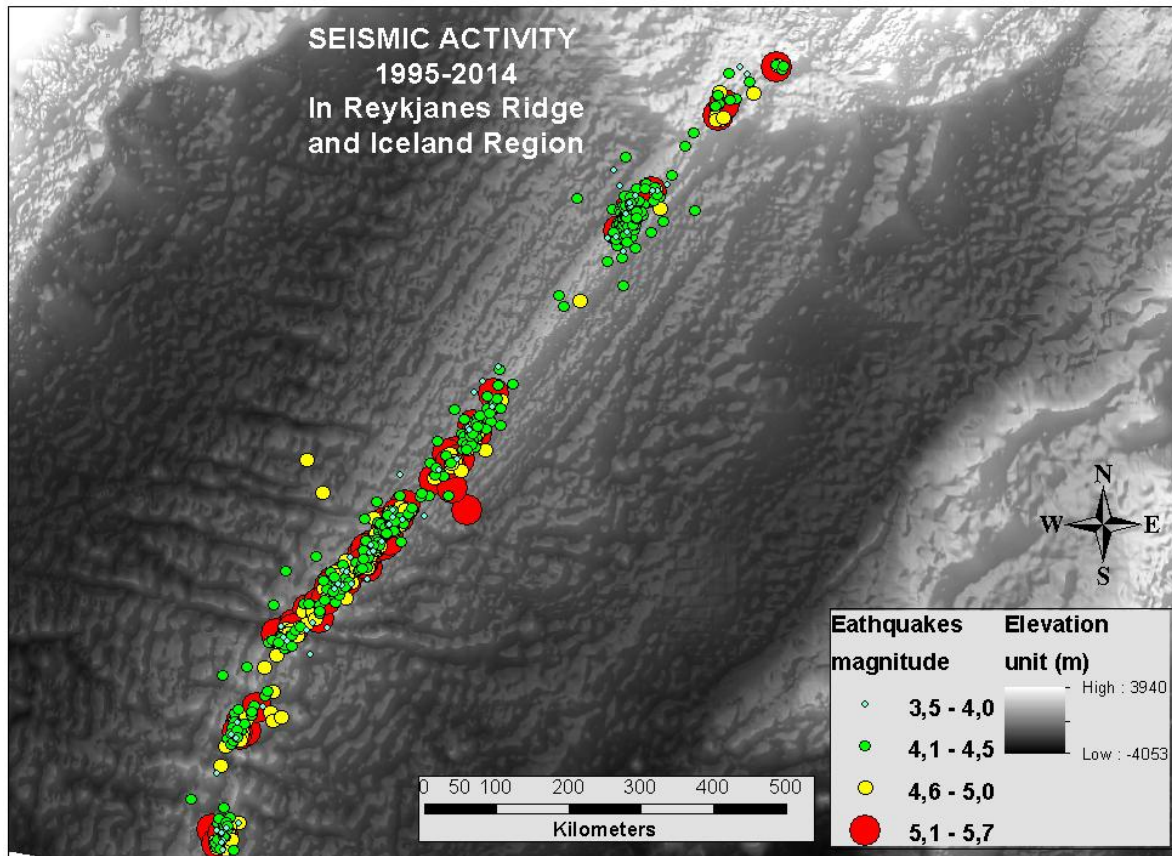 SEISMIC ACTIVITY
1995-2014
In Reykjanes Ridge
and Iceland Region
N
W E
S
Eathquakes
magnitude
3,5 - 4,0
4,1 - 4,5
4,6 - 5,0
5,1 - 5,7
Elevation
unit (m)
High : 3940
Low : -4053
0 50 100 200 300 400 500
Kilometers